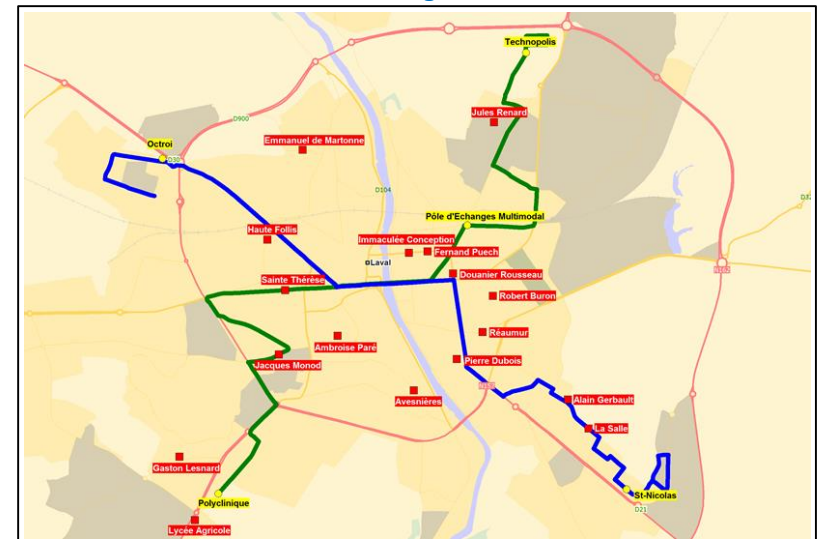 Technopolis
Jules Renard
D900
Emmanuel de Martonne
Octroi
D30
D104
Pôle d'Echanges Multimodal
Haute Follis
Immaculée Conception
Fernand Puech
Laval
Douanier Rousseau
Sainte Thérèse
Robert Buron
Réaumur
Ambroise Paré
Pierre Dubois
Jacques Monod
Avesnières
Alain Gerbault
La Salle
Gaston Lesnard
St-Nicolas
Polyclinique
D21
Lycée Agricole